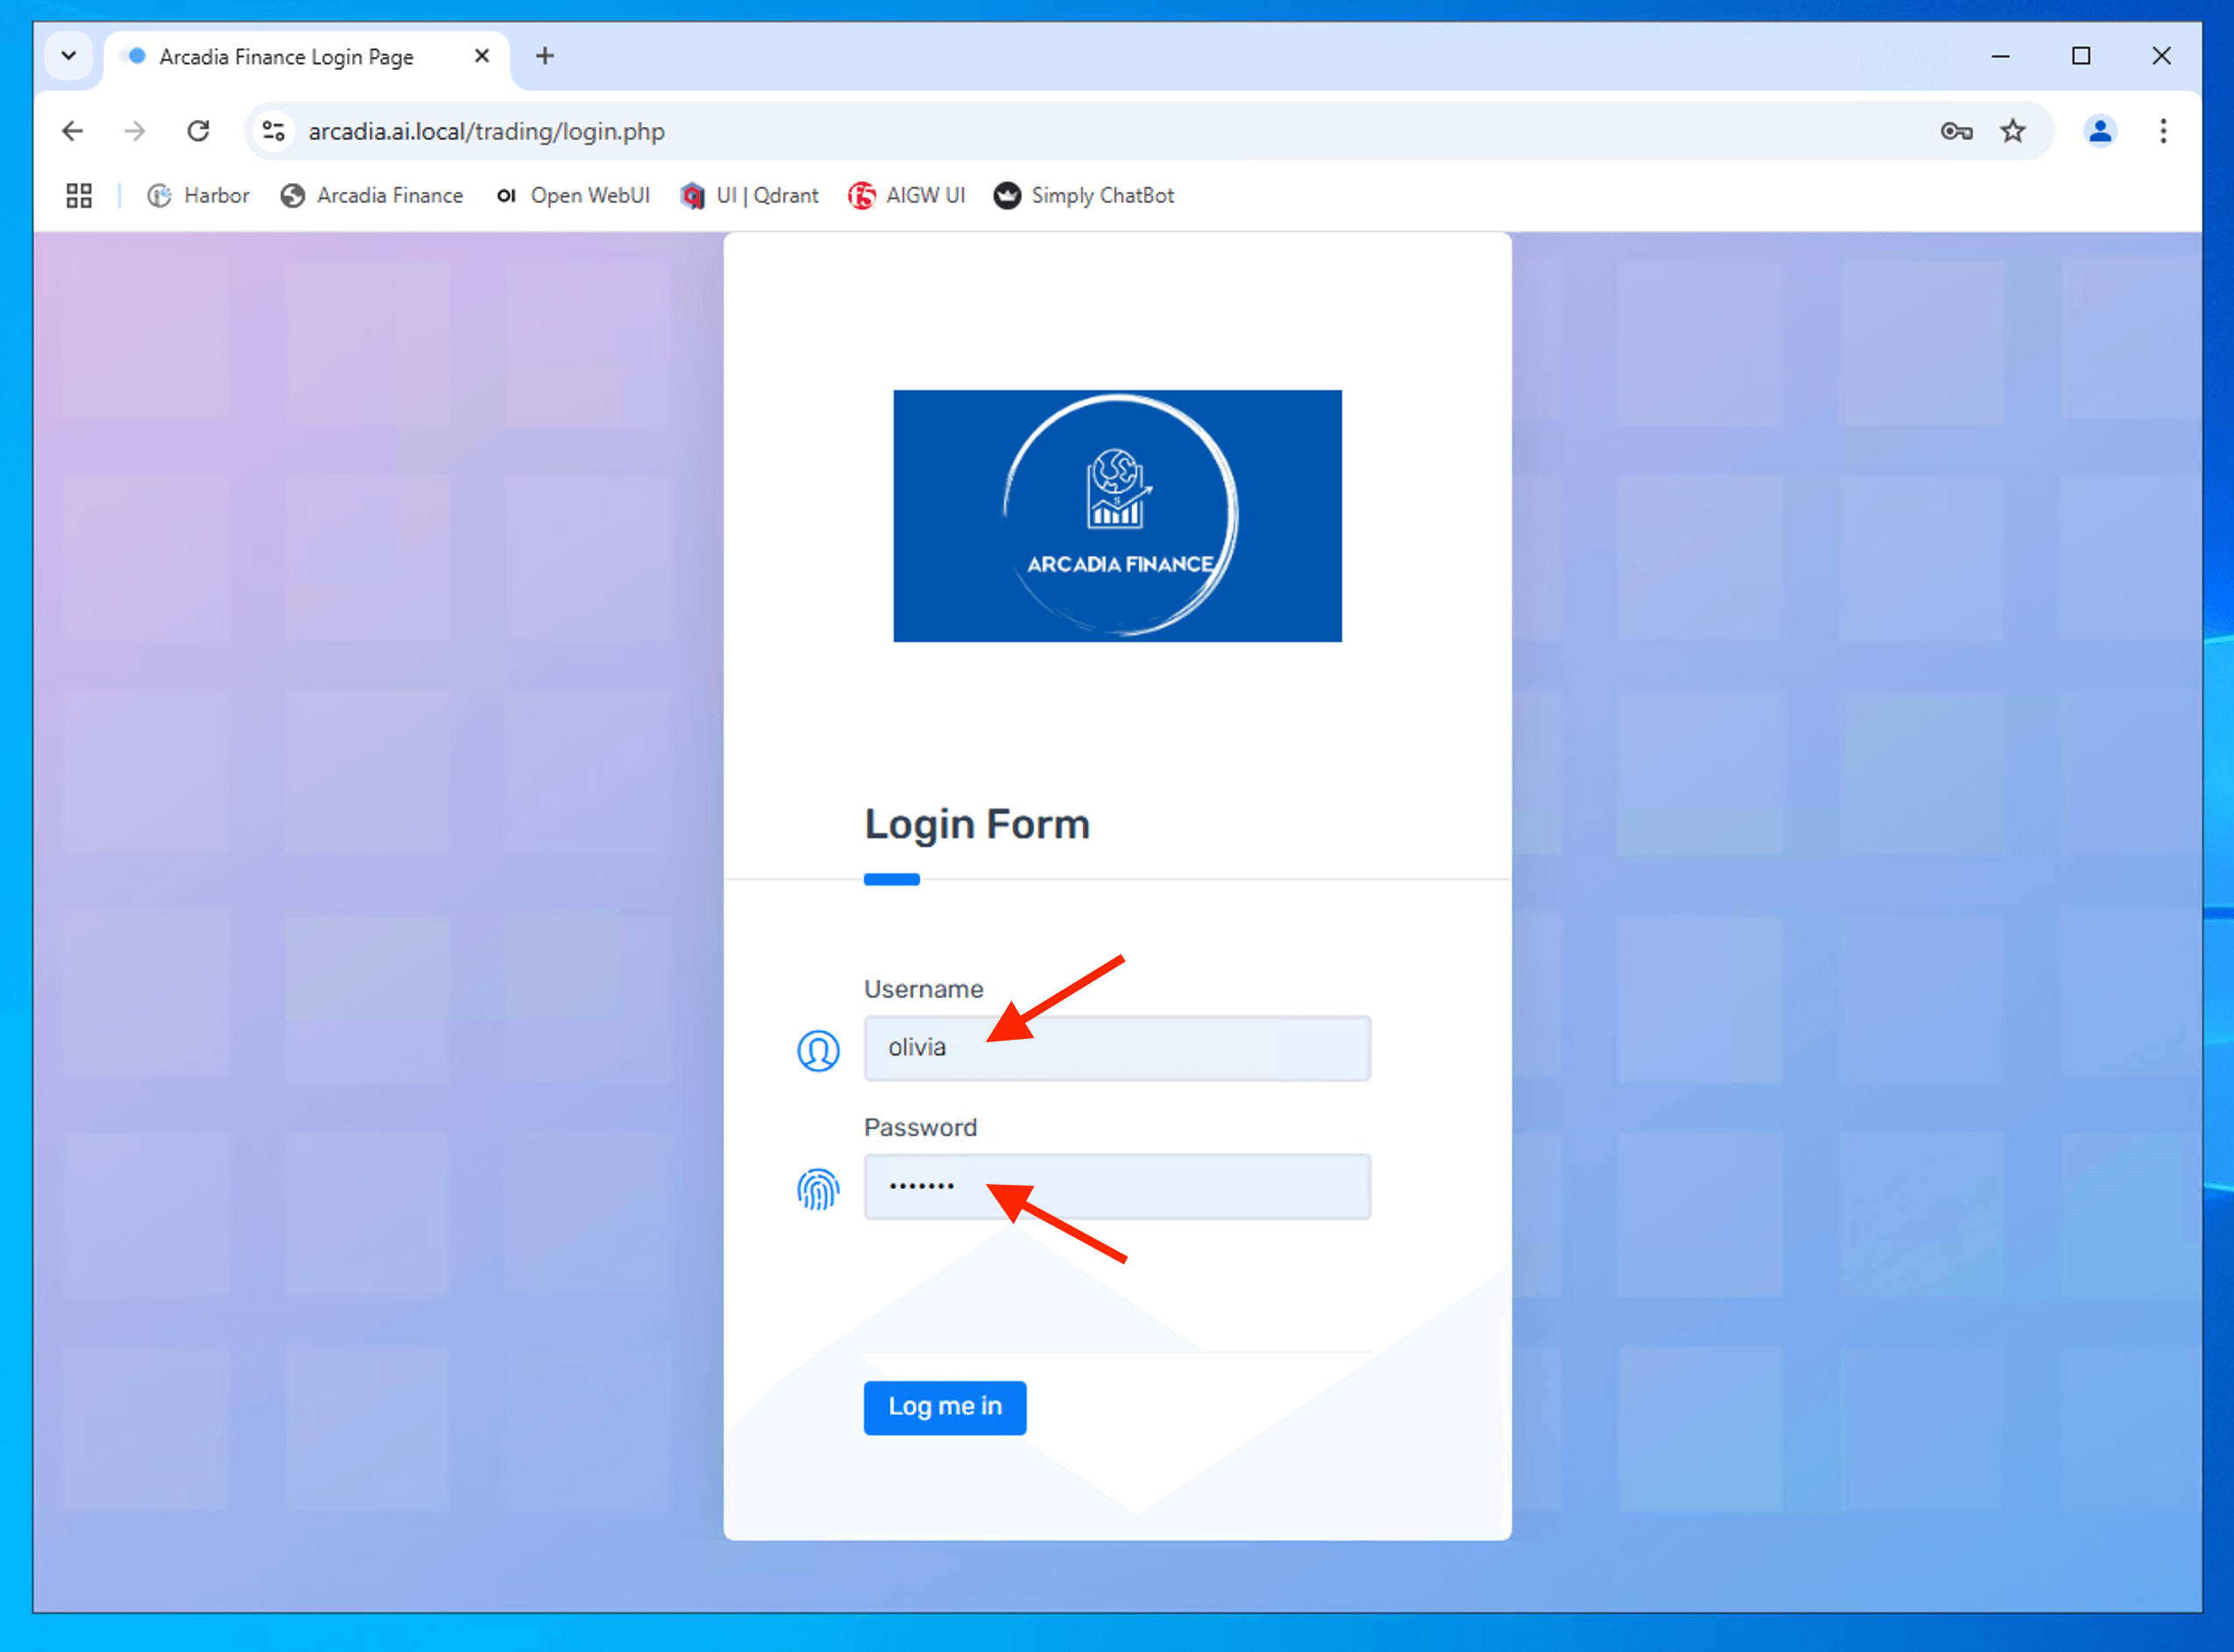 Arcadia Finance Login Page
arcadia.ai.local/trading/login.php
Harbor Arcadia Finance OI Open WebUI UI | Qdrant f5 AIGW UI Simply ChatBot
$
ARCADIA FINANCE
Login Form
Username
olivia
Password
•••••••
Log me in